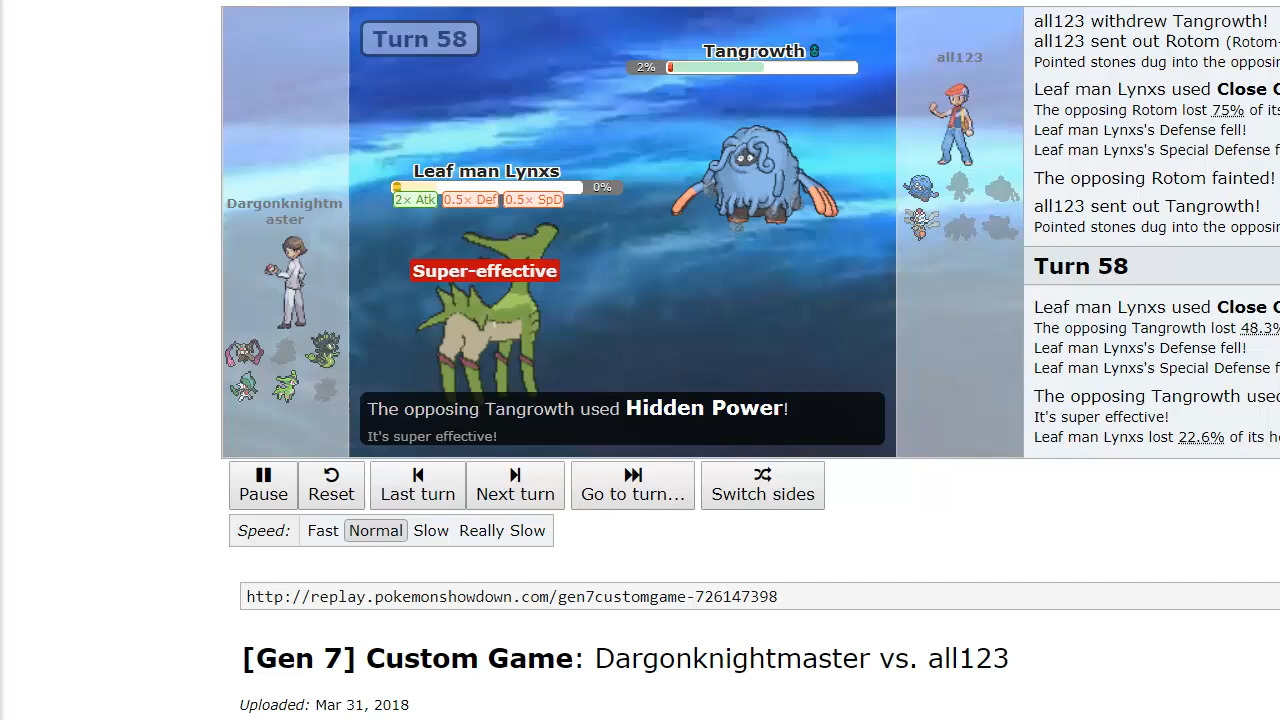 Turn 58
Tangrowth
2%
Leaf man Lynxs
0%
2× Atk 0.5× Def 0.5× SpD
Super-effective
The opposing Tangrowth used Hidden Power!
It's super effective!
Dargonknightm
aster
all123
all123 withdrew Tangrowth!
all123 sent out Rotom (Rotom-
Pointed stones dug into the opposin
Leaf man Lynxs used Close C
The opposing Rotom lost 75% of its
Leaf man Lynxs's Defense fell!
Leaf man Lynxs's Special Defense f
The opposing Rotom fainted!
all123 sent out Tangrowth!
Pointed stones dug into the opposin
Turn 58
Leaf man Lynxs used Close C
The opposing Tangrowth lost 48.3%
Leaf man Lynxs's Defense fell!
Leaf man Lynxs's Special Defense f
The opposing Tangrowth used
It's super effective!
Leaf man Lynxs lost 22.6% of its he
Pause Reset Last turn Next turn Go to turn... Switch sides
Speed: Fast Normal Slow Really Slow
http://replay.pokemonshowdown.com/gen7customgame-726147398
[Gen 7] Custom Game: Dargonknightmaster vs. all123
Uploaded: Mar 31, 2018